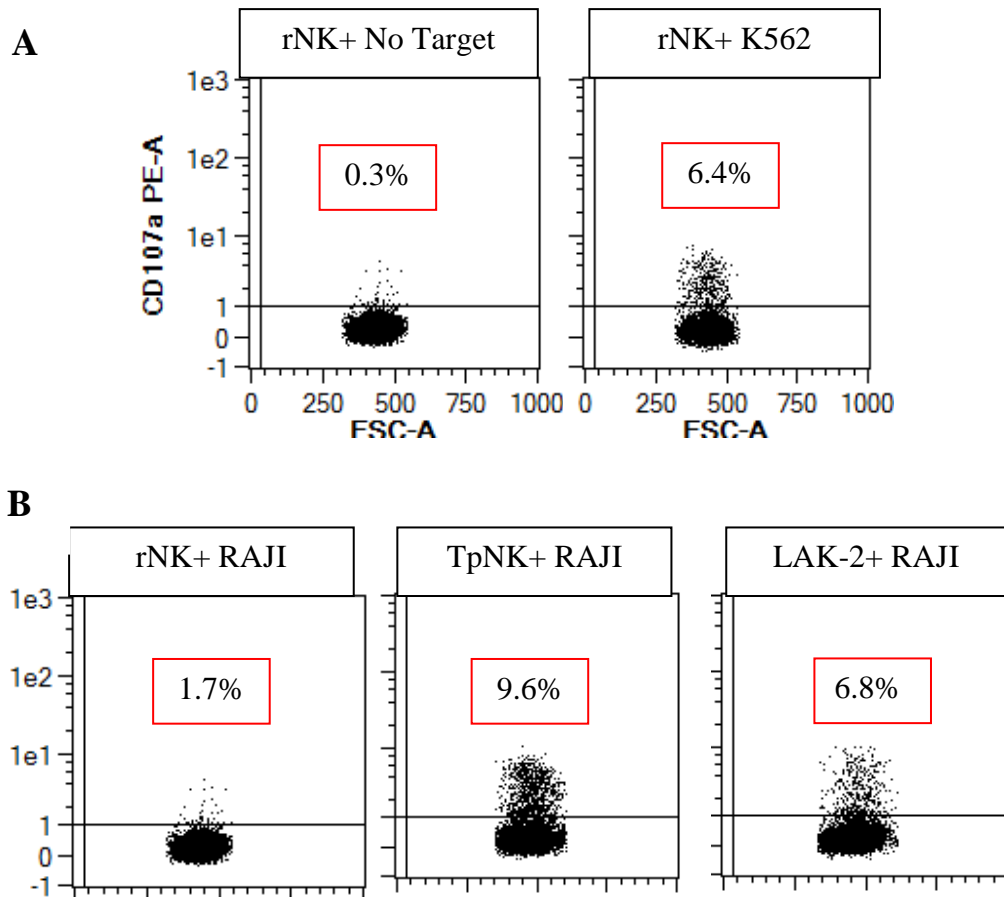 A
rNK+ No Target
rNK+ K562
CD107a PE-A
1e3
1e2
1e1
1
0
-1
0.3%
6.4%
0 250 500 750 1000
FSC-A
0 250 500 750 1000
FSC-A
B
rNK+ RAJI
TpNK+ RAJI
LAK-2+ RAJI
1e3
1e2
1e1
1
0
-1
1.7%
9.6%
6.8%